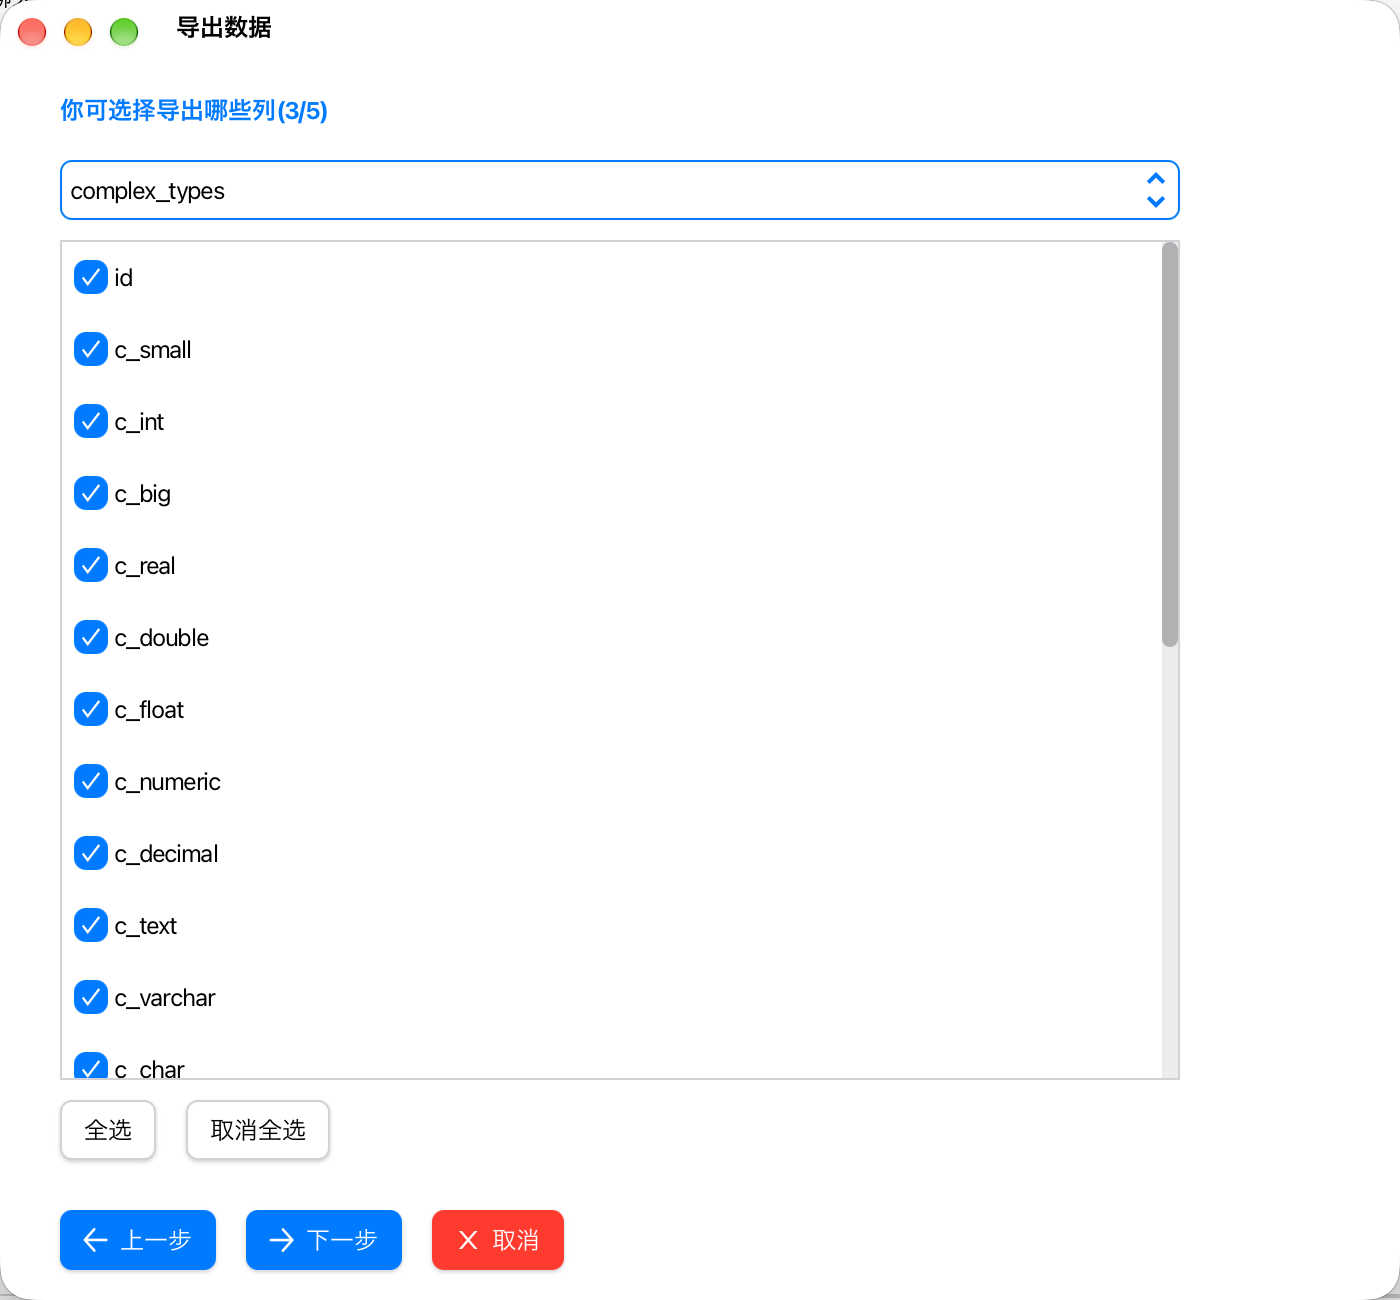 导出数据
你可选择导出哪些列(3/5)
complex_types
id
c_small
c_int
c_big
c_real
c_double
c_float
c_numeric
c_decimal
c_text
c_varchar
c_char
全选 取消全选
上一步 下一步 取消